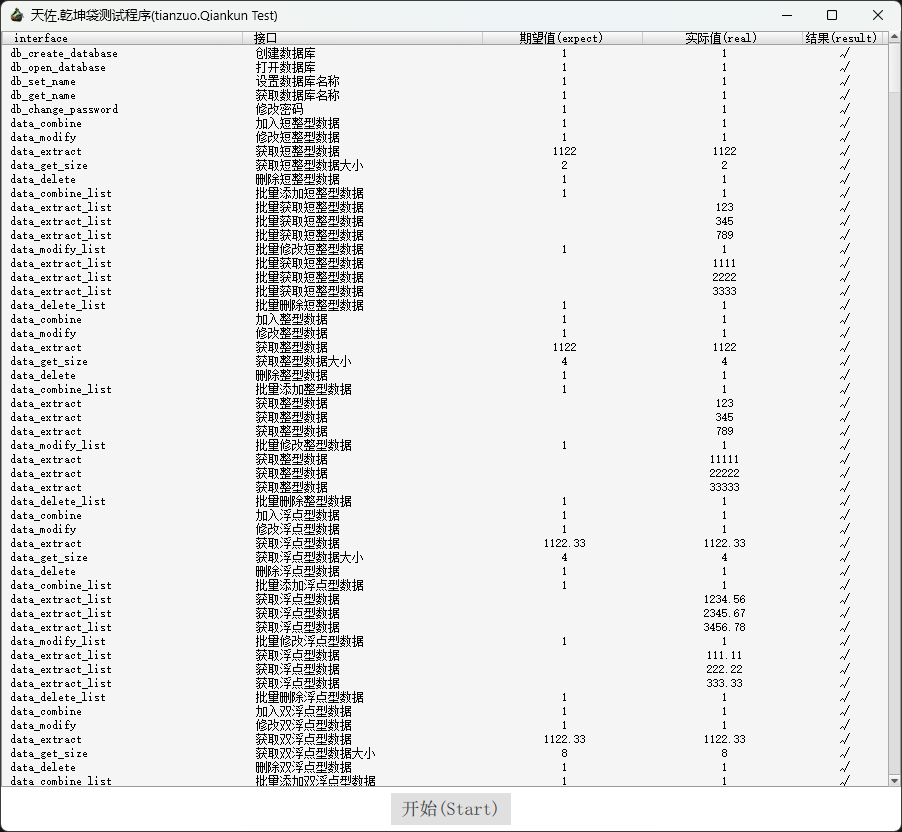 天佐.乾坤袋测试程序(tianzuo.Qiankun Test)
interface 接口 期望值(expect) 实际值(real) 结果(result)
db_create_database 创建数据库 1 1 √
db_open_database 打开数据库 1 1 √
db_set_name 设置数据库名称 1 1 √
db_get_name 获取数据库名称 1 1 √
db_change_password 修改密码 1 1 √
data_combine 加入短整型数据 1 1 √
data_modify 修改短整型数据 1 1 √
data_extract 获取短整型数据 1122 1122 √
data_get_size 获取短整型数据大小 2 2 √
data_delete 删除短整型数据 1 1 √
data_combine_list 批量添加短整型数据 1 1 √
data_extract_list 批量获取短整型数据 123 √
data_extract_list 批量获取短整型数据 345 √
data_extract_list 批量获取短整型数据 789 √
data_modify_list 批量修改短整型数据 1 1 √
data_extract_list 批量获取短整型数据 1111 √
data_extract_list 批量获取短整型数据 2222 √
data_extract_list 批量获取短整型数据 3333 √
data_delete_list 批量删除短整型数据 1 1 √
data_combine 加入整型数据 1 1 √
data_modify 修改整型数据 1 1 √
data_extract 获取整型数据 1122 1122 √
data_get_size 获取整型数据大小 4 4 √
data_delete 删除整型数据 1 1 √
data_combine_list 批量添加整型数据 1 1 √
data_extract 获取整型数据 123 √
data_extract 获取整型数据 345 √
data_extract 获取整型数据 789 √
data_modify_list 批量修改整型数据 1 1 √
data_extract 获取整型数据 11111 √
data_extract 获取整型数据 22222 √
data_extract 获取整型数据 33333 √
data_delete_list 批量删除整型数据 1 1 √
data_combine 加入浮点型数据 1 1 √
data_modify 修改浮点型数据 1 1 √
data_extract 获取浮点型数据 1122.33 1122.33 √
data_get_size 获取浮点型数据大小 4 4 √
data_delete 删除浮点型数据 1 1 √
data_combine_list 批量添加浮点型数据 1 1 √
data_extract_list 获取浮点型数据 1234.56 √
data_extract_list 获取浮点型数据 2345.67 √
data_extract_list 获取浮点型数据 3456.78 √
data_modify_list 批量修改浮点型数据 1 1 √
data_extract_list 获取浮点型数据 111.11 √
data_extract_list 获取浮点型数据 222.22 √
data_extract_list 获取浮点型数据 333.33 √
data_delete_list 批量删除浮点型数据 1 1 √
data_combine 加入双浮点型数据 1 1 √
data_modify 修改双浮点型数据 1 1 √
data_extract 获取双浮点型数据 1122.33 1122.33 √
data_get_size 获取双浮点型数据大小 8 8 √
data_delete 删除双浮点型数据 1 1 √
data_combine_list 批量添加双浮点型数据 1 1 √
开始(Start)